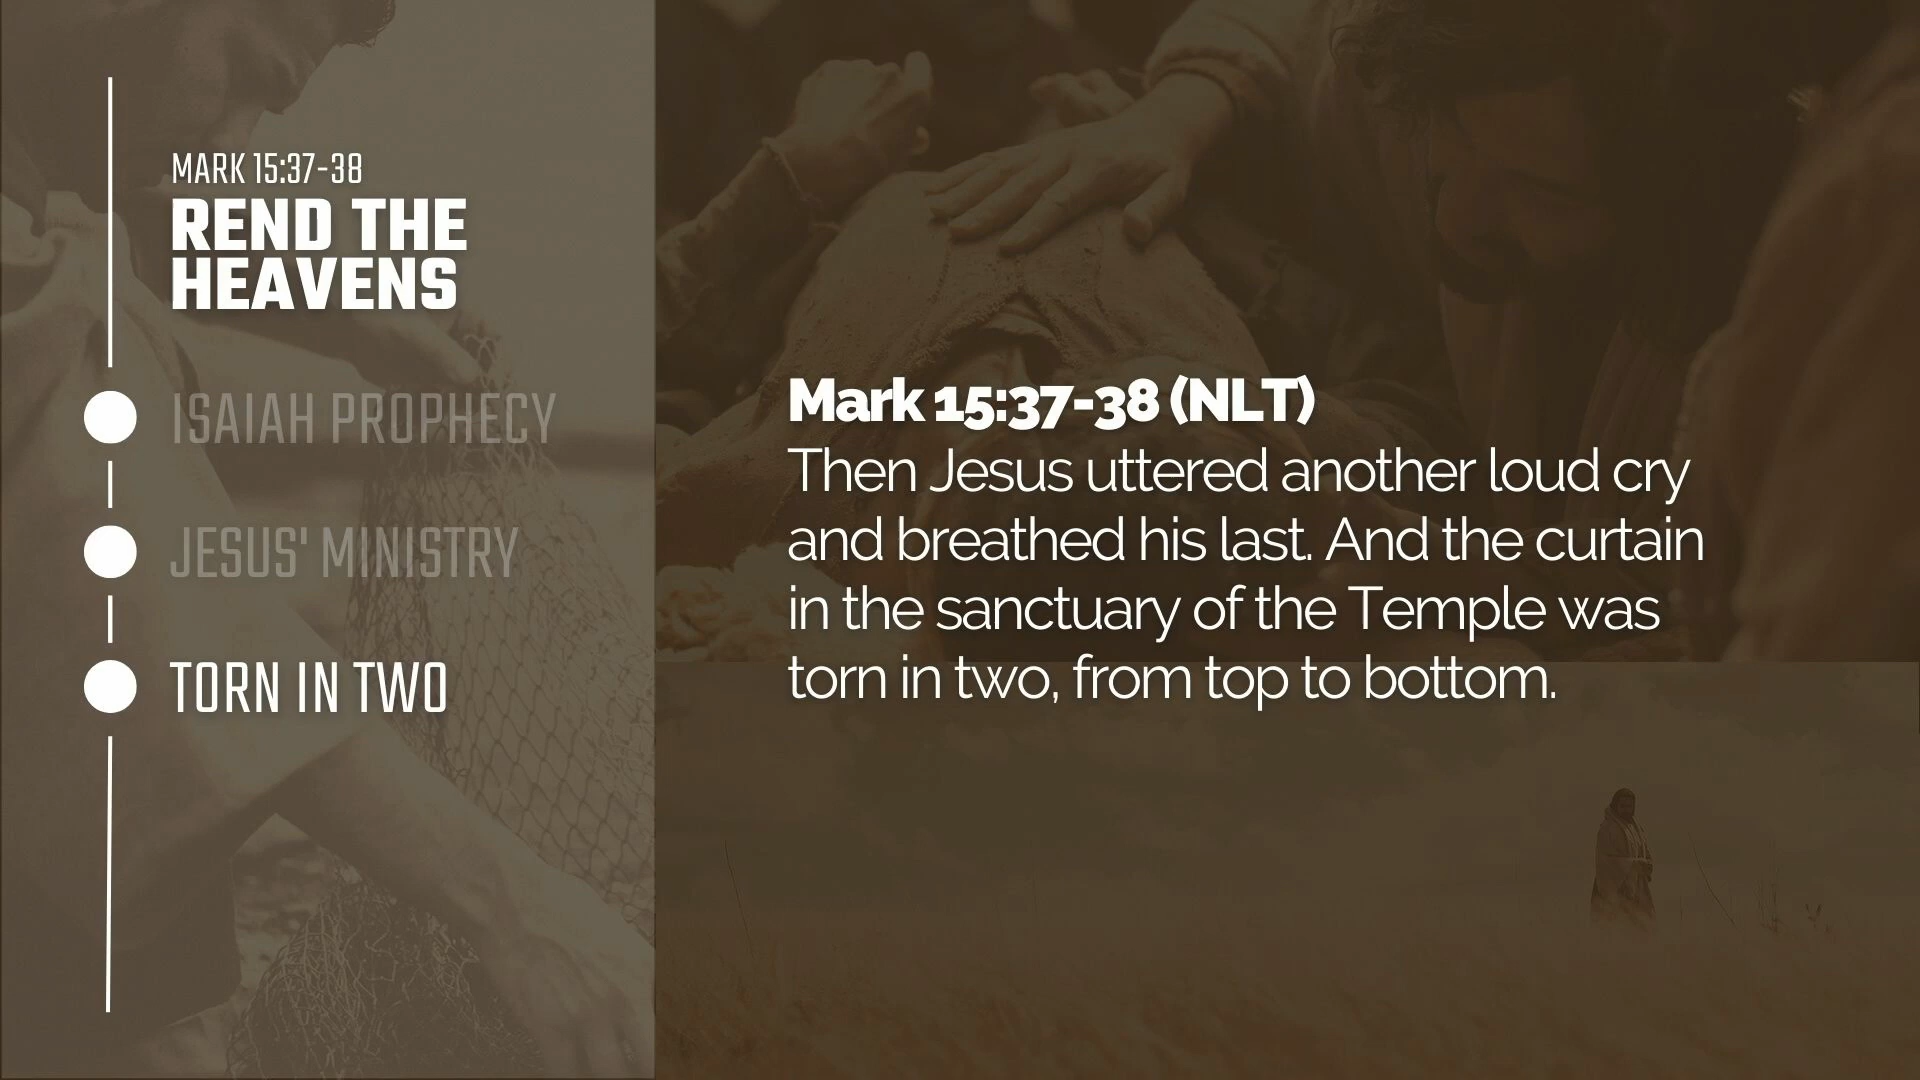 MARK 15:37-38
REND THE
HEAVENS
ISAIAH PROPHECY
JESUS' MINISTRY
TORN IN TWO
Mark 15:37-38 (NLT)
Then Jesus uttered another loud cry
and breathed his last. And the curtain
in the sanctuary of the Temple was
torn in two, from top to bottom.